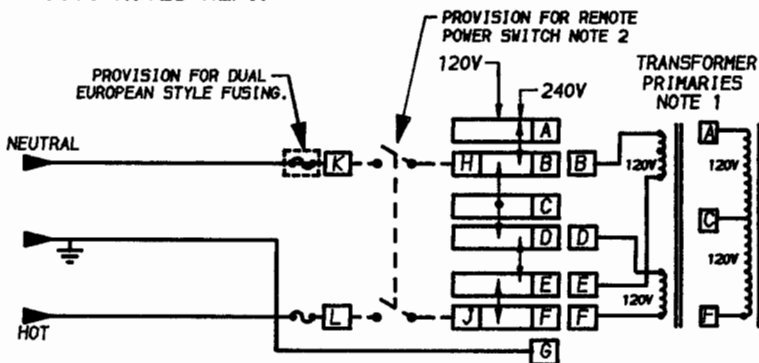 PROVISION FOR REMOTE
POWER SWITCH NOTE 2
PROVISION FOR DUAL
EUROPEAN STYLE FUSING.
120V
240V
TRANSFORMER
PRIMARIES
NOTE 1
NEUTRAL
K
H
A
B
B
C
D
D
E
E
J
F
F
G
L
HOT
120V
120V
A
120V
C
120V
F